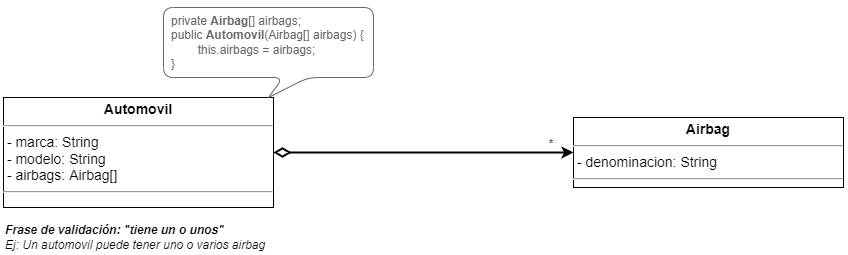 private Airbag[] airbags;
public Automovil(Airbag[] airbags) {
this.airbags = airbags;
}
Automovil
- marca: String
- modelo: String
- airbags: Airbag[]
*
Airbag
- denominacion: String
Frase de validación: "tiene un o unos"
Ej: Un automovil puede tener uno o varios airbag